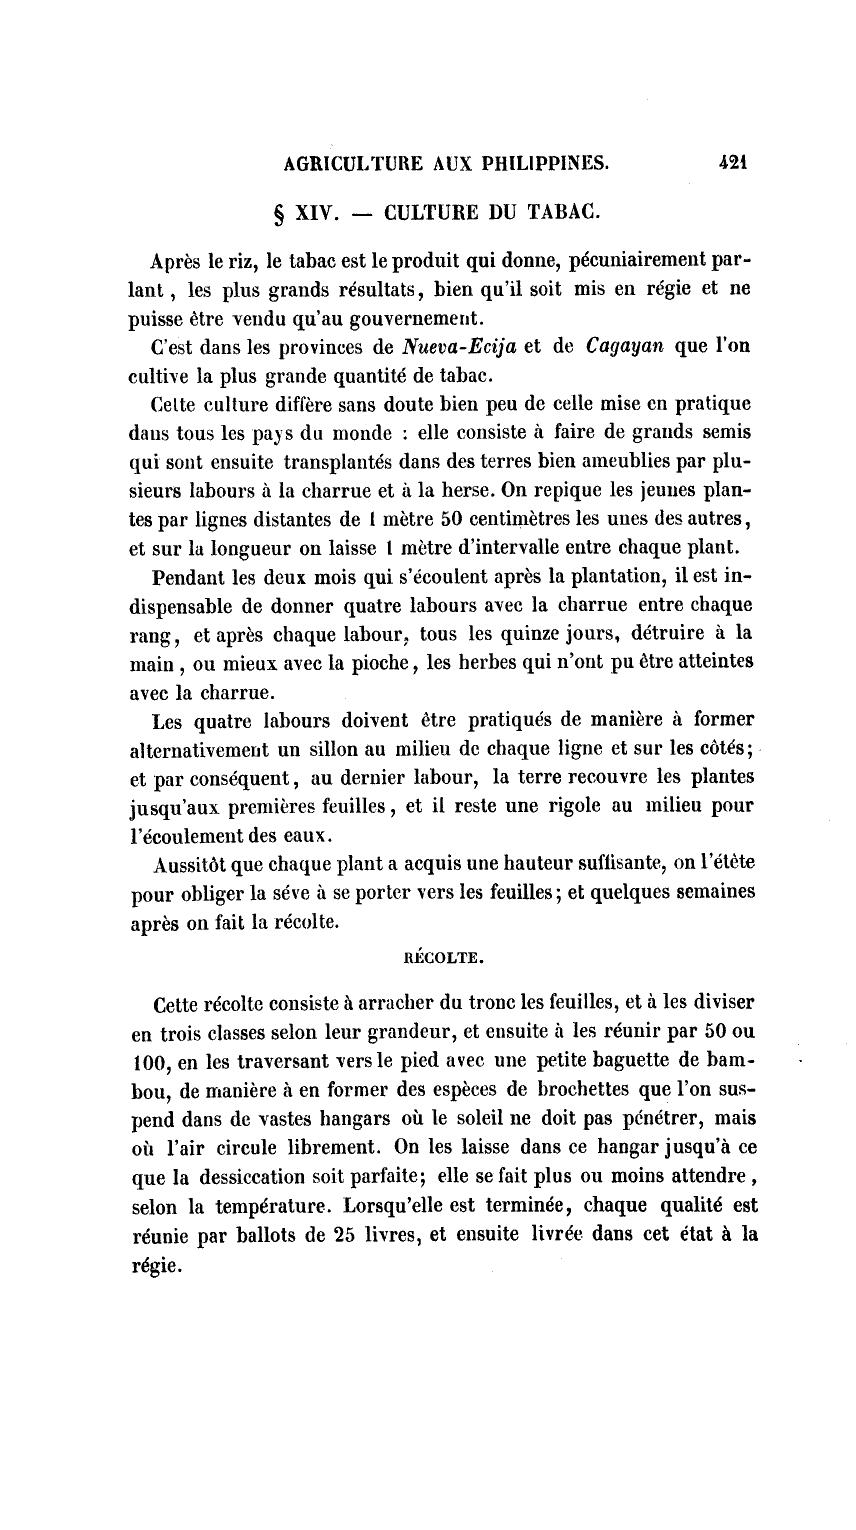 AGRICULTURE AUX PHILIPPINES. 421
§ XIV. — CULTURE DU TABAC.
Après le riz, le tabac est le produit qui donne, pécuniairement par-
lant, les plus grands résultats, bien qu'il soit mis en régie et ne
puisse être vendu qu'au gouvernement.
C'est dans les provinces de Nueva-Ecija et de Cagayan que l'on
cultive la plus grande quantité de tabac.
Cette culture diffère sans doute bien peu de celle mise en pratique
dans tous les pays du monde : elle consiste à faire de grands semis
qui sont ensuite transplantés dans des terres bien ameublies par plu-
sieurs labours à la charrue et à la herse. On repique les jeunes plan-
tes par lignes distantes de 1 mètre 50 centimètres les unes des autres,
et sur la longueur on laisse 1 mètre d'intervalle entre chaque plant.
Pendant les deux mois qui s'écoulent après la plantation, il est in-
dispensable de donner quatre labours avec la charrue entre chaque
rang, et après chaque labour, tous les quinze jours, détruire à la
main, ou mieux avec la pioche, les herbes qui n'ont pu être atteintes
avec la charrue.
Les quatre labours doivent être pratiqués de manière à former
alternativement un sillon au milieu de chaque ligne et sur les côtés;
et par conséquent, au dernier labour, la terre recouvre les plantes
jusqu'aux premières feuilles, et il reste une rigole au milieu pour
l'écoulement des eaux.
Aussitôt que chaque plant a acquis une hauteur suffisante, on l'étête
pour obliger la séve à se porter vers les feuilles; et quelques semaines
après on fait la récolte.
RÉCOLTE.
Cette récolte consiste à arracher du tronc les feuilles, et à les diviser
en trois classes selon leur grandeur, et ensuite à les réunir par 50 ou
100, en les traversant vers le pied avec une petite baguette de bam-
bou, de manière à en former des espèces de brochettes que l'on sus-
pend dans de vastes hangars où le soleil ne doit pas pénétrer, mais
où l'air circule librement. On les laisse dans ce hangar jusqu'à ce
que la dessiccation soit parfaite; elle se fait plus ou moins attendre,
selon la température. Lorsqu'elle est terminée, chaque qualité est
réunie par ballots de 25 livres, et ensuite livrée dans cet état à la
régie.